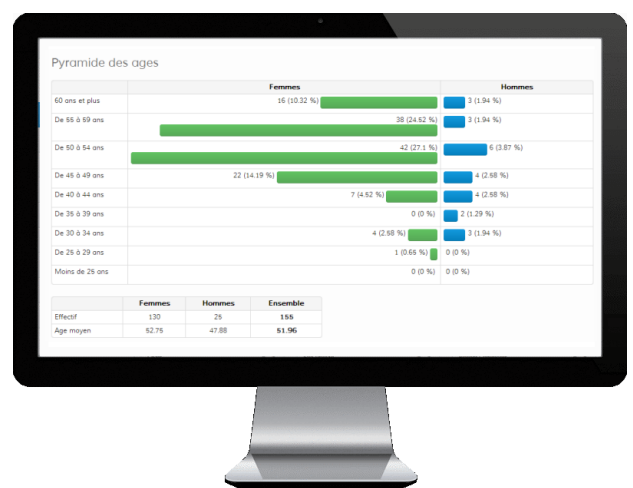 Pyramide des ages
Femmes Hommes
60 ans et plus 16 (10.32 %) 3 (1.94 %)
De 55 à 59 ans 38 (24.52 %) 3 (1.94 %)
De 50 à 54 ans 42 (27.1 %) 6 (3.87 %)
De 45 à 49 ans 22 (14.19 %) 4 (2.58 %)
De 40 à 44 ans 7 (4.52 %) 4 (2.58 %)
De 35 à 39 ans 0 (0 %) 2 (1.29 %)
De 30 à 34 ans 4 (2.58 %) 3 (1.94 %)
De 25 à 29 ans 1 (0.65 %) 0 (0 %)
Moins de 25 ans 0 (0 %) 0 (0 %)
Femmes Hommes Ensemble
Effectif 130 25 155
Age moyen 52.75 47.88 51.96